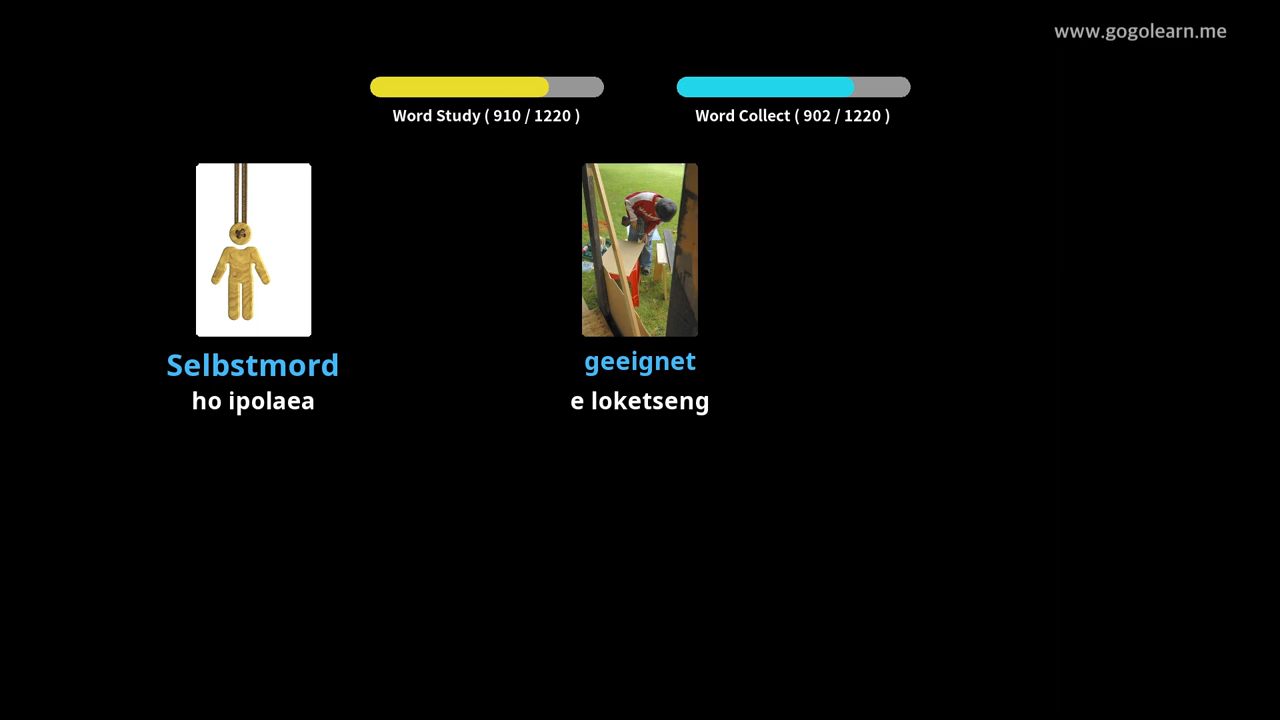 www.gogolearn.me
Word Study ( 910 / 1220 )
Word Collect ( 902 / 1220 )
Selbstmord
ho ipolaea
geeignet
e loketseng